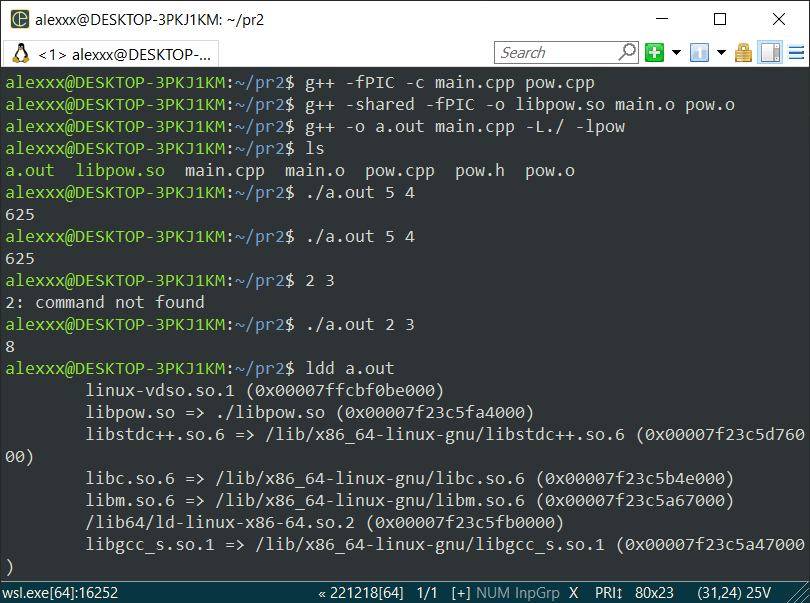 alexxx@DESKTOP-3PKJ1KM: ~/pr2
<1> alexxx@DESKTOP-...
Search
alexxx@DESKTOP-3PKJ1KM:~/pr2$ g++ -fPIC -c main.cpp pow.cpp
alexxx@DESKTOP-3PKJ1KM:~/pr2$ g++ -shared -fPIC -o libpow.so main.o pow.o
alexxx@DESKTOP-3PKJ1KM:~/pr2$ g++ -o a.out main.cpp -L./ -lpow
alexxx@DESKTOP-3PKJ1KM:~/pr2$ ls
a.out  libpow.so  main.cpp  main.o  pow.cpp  pow.h  pow.o
alexxx@DESKTOP-3PKJ1KM:~/pr2$ ./a.out 5 4
625
alexxx@DESKTOP-3PKJ1KM:~/pr2$ ./a.out 5 4
625
alexxx@DESKTOP-3PKJ1KM:~/pr2$ 2 3
2: command not found
alexxx@DESKTOP-3PKJ1KM:~/pr2$ ./a.out 2 3
8
alexxx@DESKTOP-3PKJ1KM:~/pr2$ ldd a.out
linux-vdso.so.1 (0x00007ffcbf0be000)
libpow.so => ./libpow.so (0x00007f23c5fa4000)
libstdc++.so.6 => /lib/x86_64-linux-gnu/libstdc++.so.6 (0x00007f23c5d760
00)
libc.so.6 => /lib/x86_64-linux-gnu/libc.so.6 (0x00007f23c5b4e000)
libm.so.6 => /lib/x86_64-linux-gnu/libm.so.6 (0x00007f23c5a67000)
/lib64/ld-linux-x86-64.so.2 (0x00007f23c5fb0000)
libgcc_s.so.1 => /lib/x86_64-linux-gnu/libgcc_s.so.1 (0x00007f23c5a47000
)
wsl.exe[64]:16252 « 221218[64] 1/1 [+] NUM InpGrp X PRI↕ 80x23 (31,24) 25V